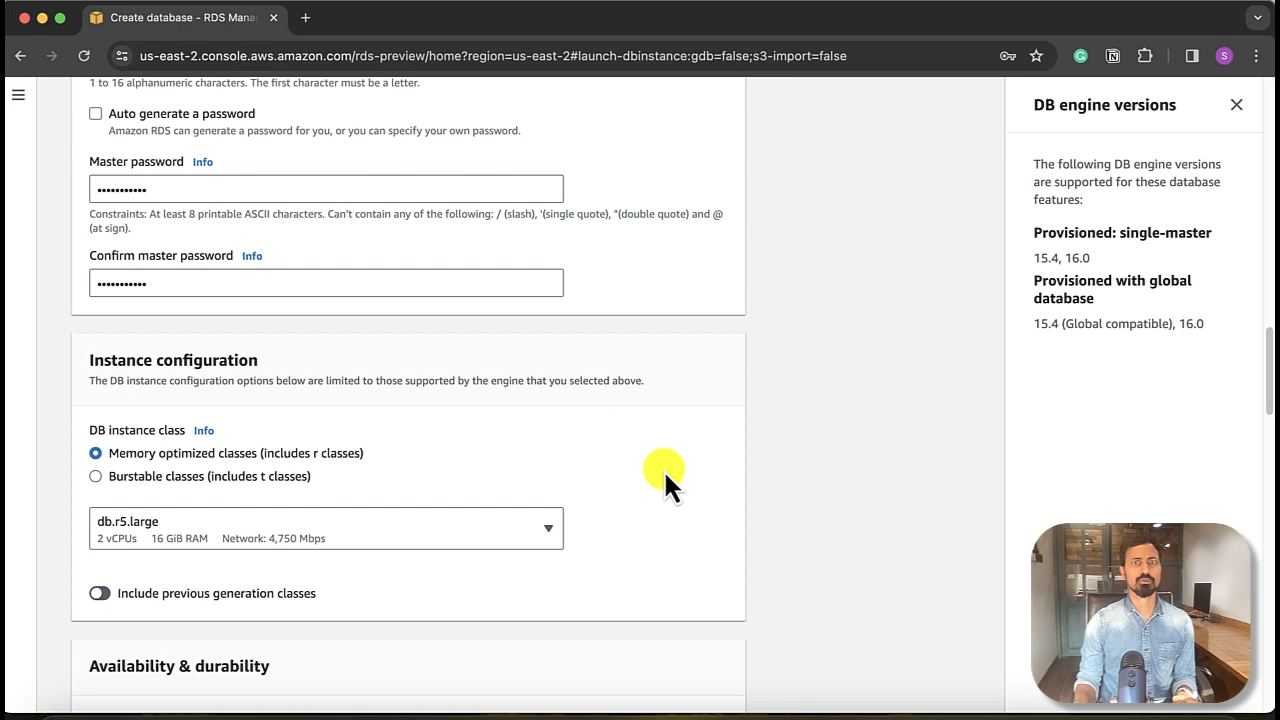 Create database - RDS Mana
us-east-2.console.aws.amazon.com/rds-preview/home?region=us-east-2#launch-dbinstance:gdb=false;s3-import=false
S
1 to 16 alphanumeric characters. The first character must be a letter.
Auto generate a password
Amazon RDS can generate a password for you, or you can specify your own password.
Master password Info
•••••••••••
Constraints: At least 8 printable ASCII characters. Can't contain any of the following: / (slash), '(single quote), "(double quote) and @
(at sign).
Confirm master password Info
•••••••••••
Instance configuration
The DB instance configuration options below are limited to those supported by the engine that you selected above.
DB instance class Info
Memory optimized classes (includes r classes)
Burstable classes (includes t classes)
db.r5.large
2 vCPUs 16 GiB RAM Network: 4,750 Mbps
Include previous generation classes
Availability & durability
DB engine versions
The following DB engine versions
are supported for these database
features:
Provisioned: single-master
15.4, 16.0
Provisioned with global
database
15.4 (Global compatible), 16.0